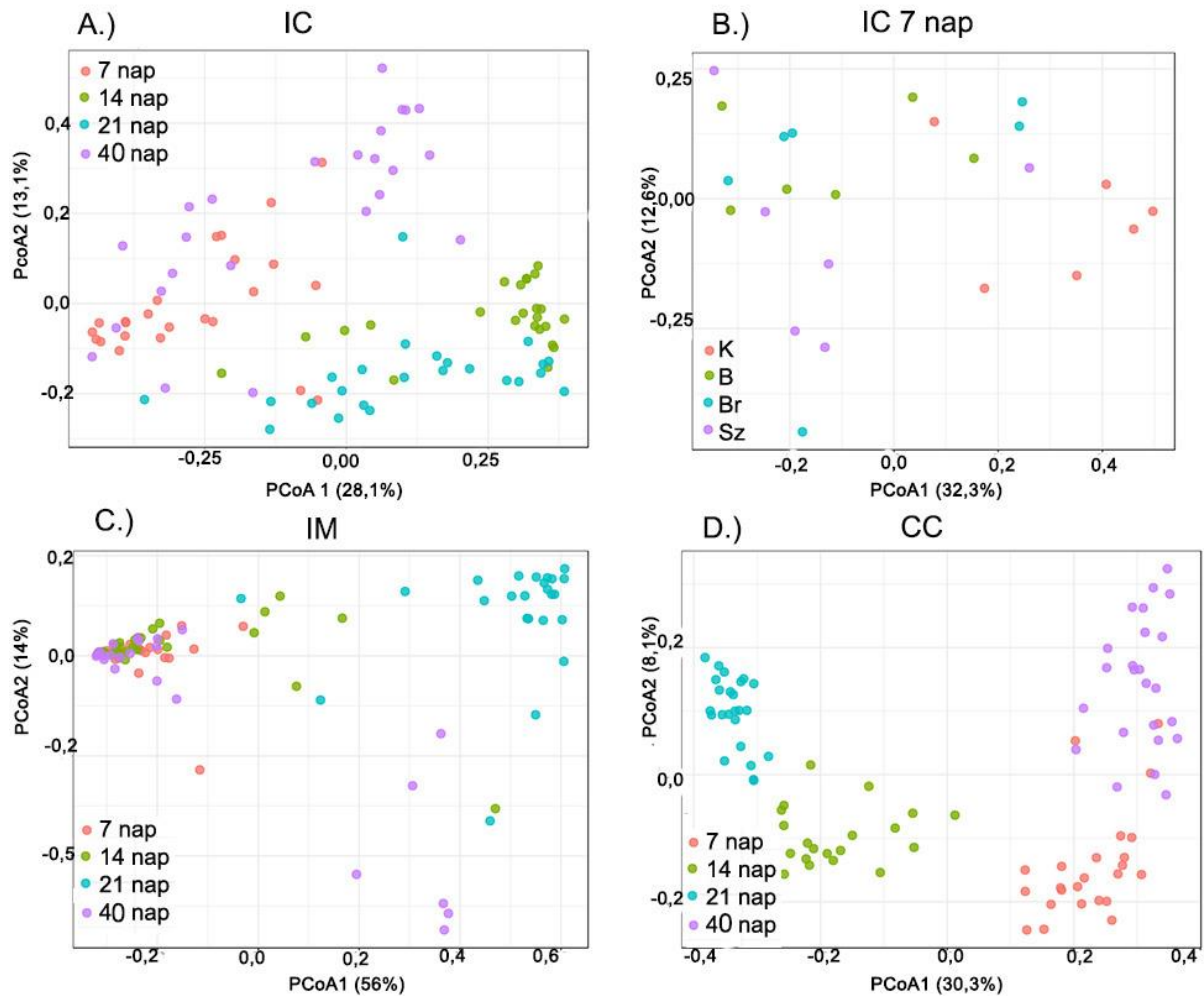 A.) IC
7 nap
14 nap
21 nap
40 nap
PcoA2 (13,1%)
0,4
0,2
0,0
-0,2
-0,25 0,00 0,25
PCoA 1 (28,1%)
B.) IC 7 nap
PCoA2 (12,6%)
0,25
0,00
-0,25
K
B
Br
Sz
-0,2 0,0 0,2 0,4
PCoA1 (32,3%)
C.) IM
PCoA2 (14%)
0,2
0,0
-0,2
-0,5
7 nap
14 nap
21 nap
40 nap
-0,2 0,0 0,2 0,4 0,6
PCoA1 (56%)
D.) CC
PCoA2 (8,1%)
0,2
0,0
-0,2
7 nap
14 nap
21 nap
40 nap
-0,4 -0,2 0,0 0,2 0,4
PCoA1 (30,3%)